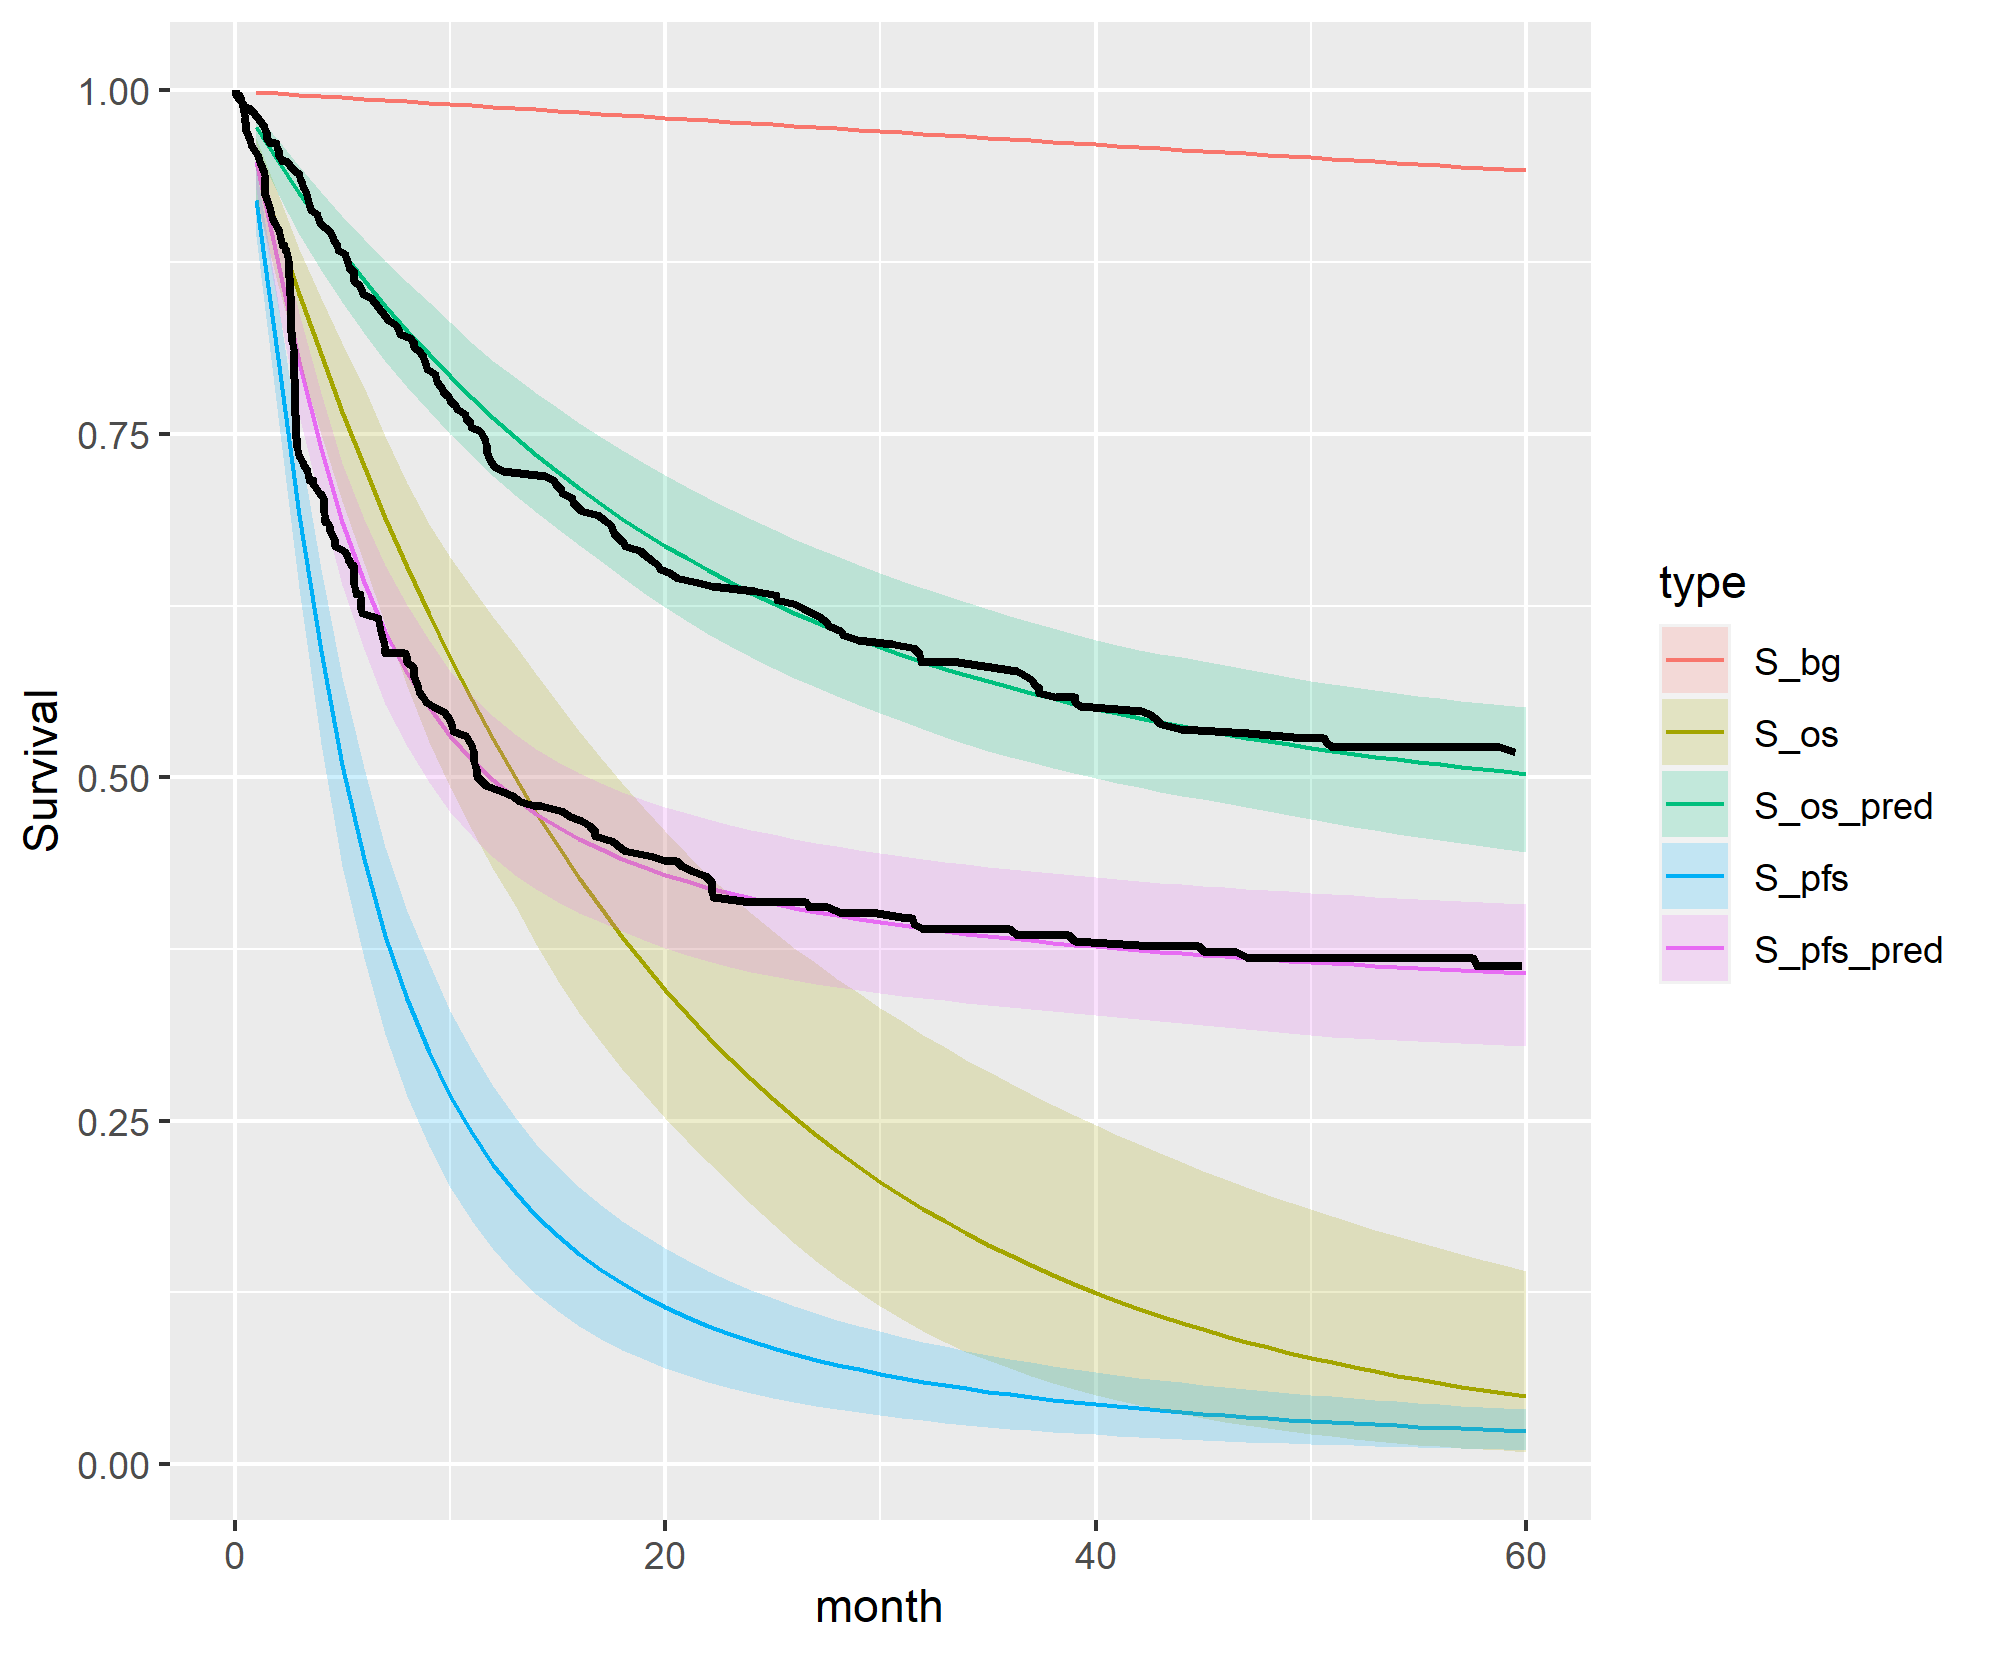 1.00
0.75
0.50
0.25
0.00
Survival
0
20
40
60
month
type
S_bg
S_os
S_os_pred
S_pfs
S_pfs_pred